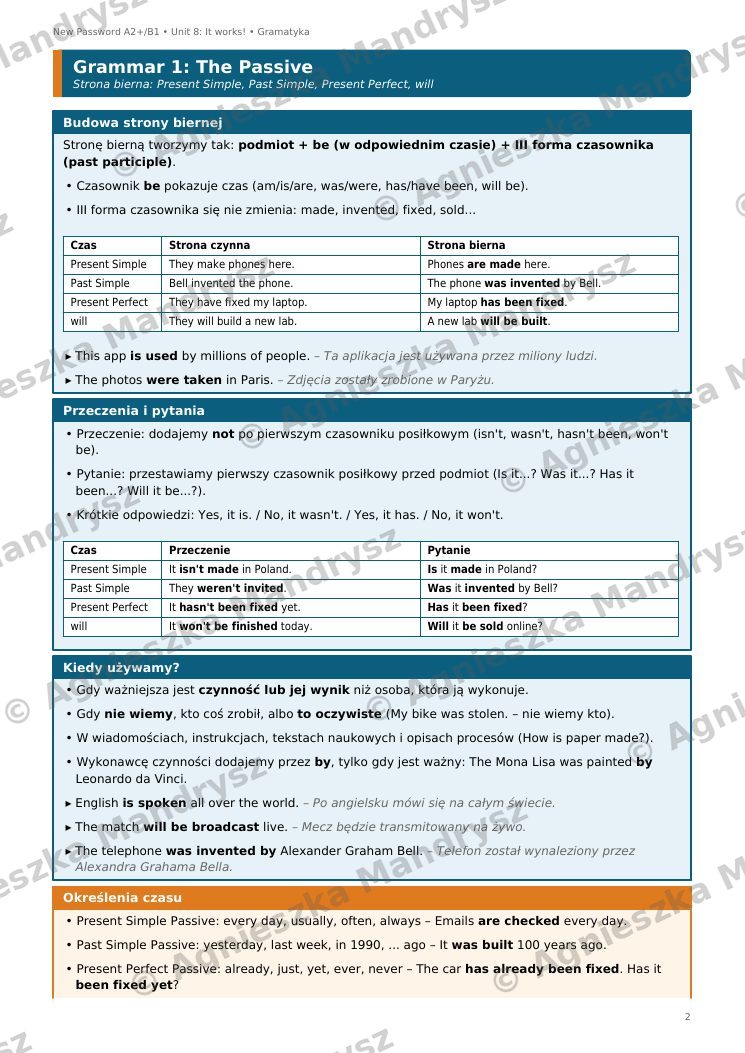 New Password A2+/B1 • Unit 8: It works! • Gramatyka
Grammar 1: The Passive
Strona bierna: Present Simple, Past Simple, Present Perfect, will
Budowa strony biernej
Stronę bierną tworzymy tak: podmiot + be (w odpowiednim czasie) + III forma czasownika
(past participle).
• Czasownik be pokazuje czas (am/is/are, was/were, has/have been, will be).
• III forma czasownika się nie zmienia: made, invented, fixed, sold...
Czas Strona czynna Strona bierna
Present Simple They make phones here. Phones are made here.
Past Simple Bell invented the phone. The phone was invented by Bell.
Present Perfect They have fixed my laptop. My laptop has been fixed.
will They will build a new lab. A new lab will be built.
▸ This app is used by millions of people. – Ta aplikacja jest używana przez miliony ludzi.
▸ The photos were taken in Paris. – Zdjęcia zostały zrobione w Paryżu.
Przeczenia i pytania
• Przeczenie: dodajemy not po pierwszym czasowniku posiłkowym (isn't, wasn't, hasn't been, won't
be).
• Pytanie: przestawiamy pierwszy czasownik posiłkowy przed podmiot (Is it...? Was it...? Has it
been...? Will it be...?).
• Krótkie odpowiedzi: Yes, it is. / No, it wasn't. / Yes, it has. / No, it won't.
Czas Przeczenie Pytanie
Present Simple It isn't made in Poland. Is it made in Poland?
Past Simple They weren't invited. Was it invented by Bell?
Present Perfect It hasn't been fixed yet. Has it been fixed?
will It won't be finished today. Will it be sold online?
Kiedy używamy?
• Gdy ważniejsza jest czynność lub jej wynik niż osoba, która ją wykonuje.
• Gdy nie wiemy, kto coś zrobił, albo to oczywiste (My bike was stolen. – nie wiemy kto).
• W wiadomościach, instrukcjach, tekstach naukowych i opisach procesów (How is paper made?).
• Wykonawcę czynności dodajemy przez by, tylko gdy jest ważny: The Mona Lisa was painted by
Leonardo da Vinci.
▸ English is spoken all over the world. – Po angielsku mówi się na całym świecie.
▸ The match will be broadcast live. – Mecz będzie transmitowany na żywo.
▸ The telephone was invented by Alexander Graham Bell. – Telefon został wynaleziony przez
Alexandra Grahama Bella.
Określenia czasu
• Present Simple Passive: every day, usually, often, always – Emails are checked every day.
• Past Simple Passive: yesterday, last week, in 1990, ... ago – It was built 100 years ago.
• Present Perfect Passive: already, just, yet, ever, never – The car has already been fixed. Has it
been fixed yet?
2
© Agnieszka Mandrysz